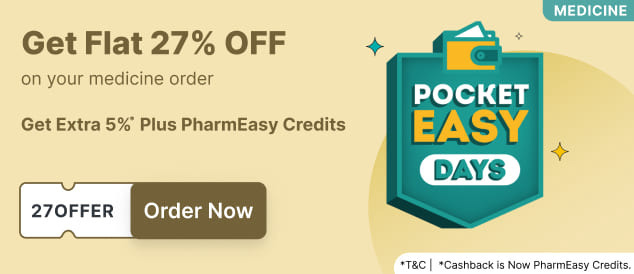 MEDICINE
Get Flat 27% OFF
on your medicine order
Get Extra 5%* Plus PharmEasy Credits
27OFFER
Order Now
POCKET
EASY
DAYS
*T&C | *Cashback is Now PharmEasy Credits.